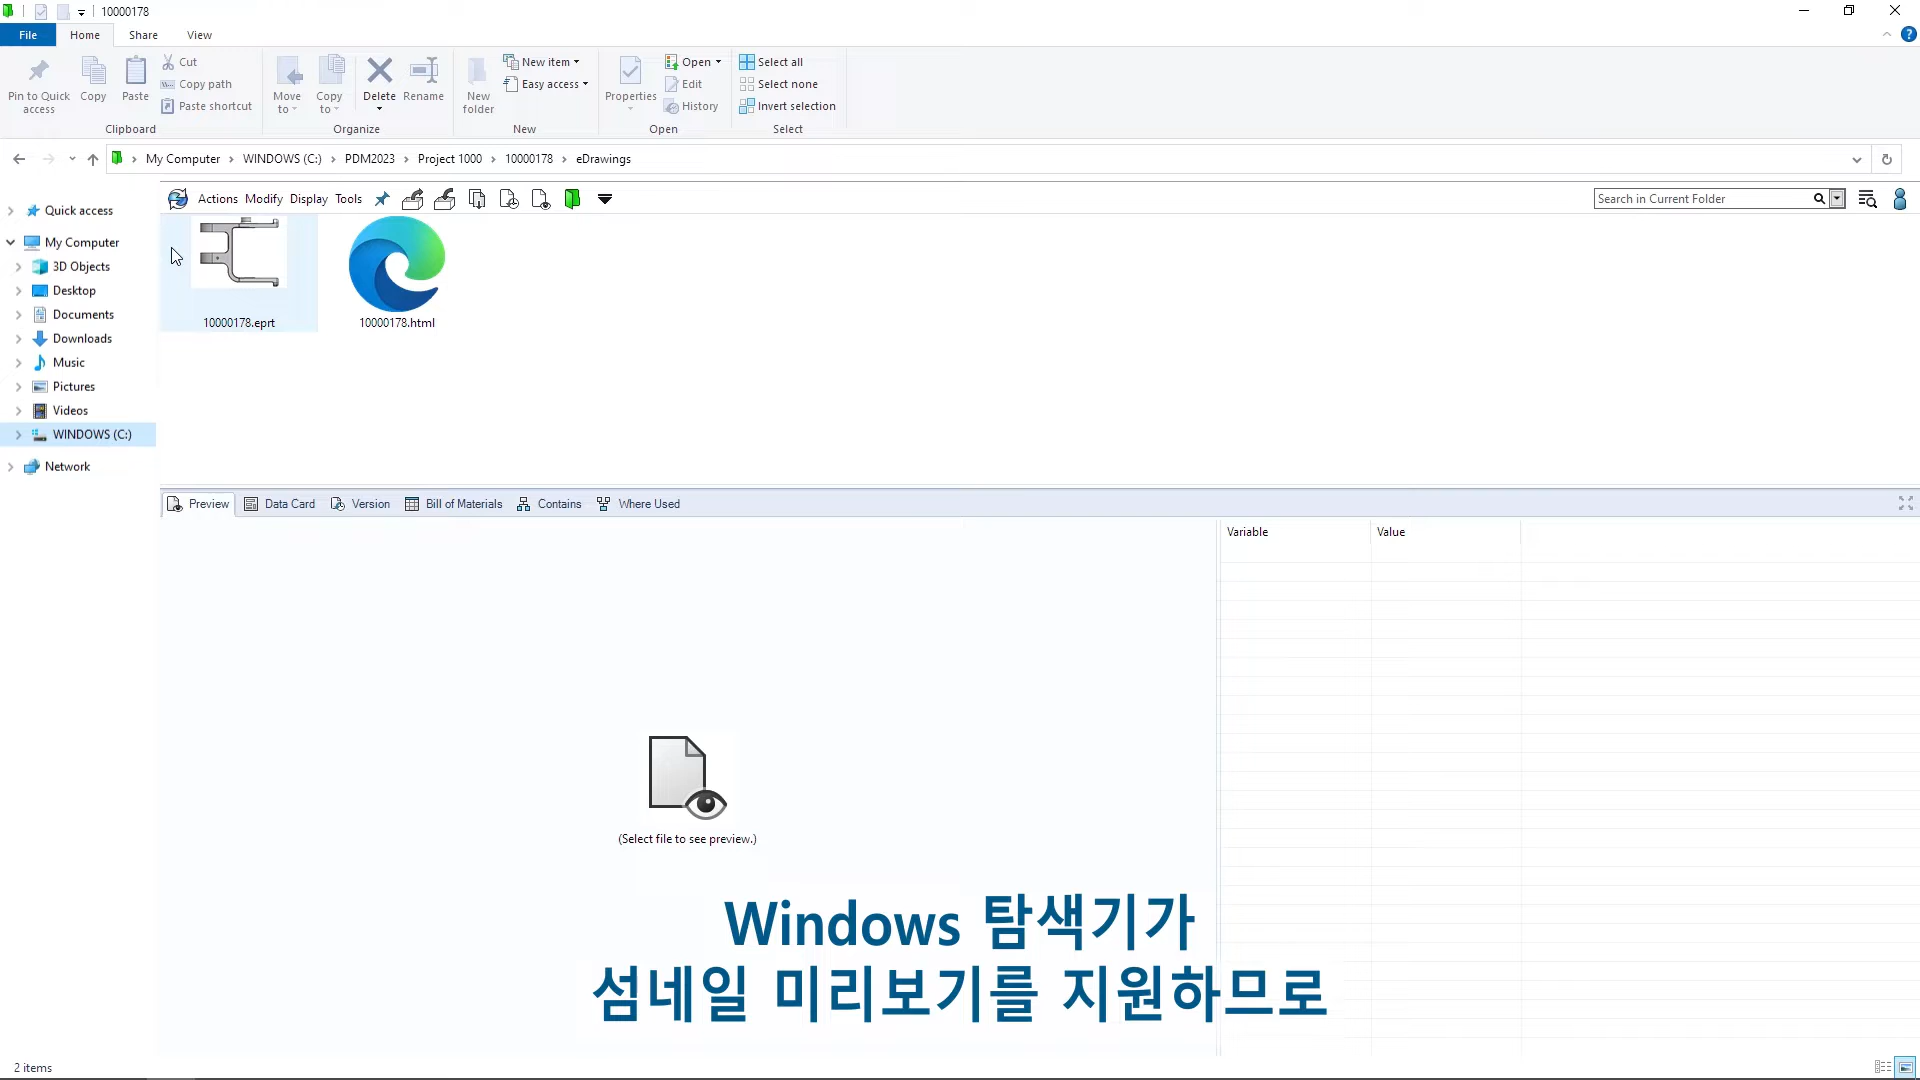 10000178
File Home Share View
Pin to Quick access
Copy
Paste
Cut
Copy path
Paste shortcut
Clipboard
Move to
Copy to
Delete
Rename
Organize
New folder
New item
Easy access
New
Properties
Open
Edit
History
Open
Select all
Select none
Invert selection
Select
My Computer > WINDOWS (C:) > PDM2023 > Project 1000 > 10000178 > eDrawings
Actions Modify Display Tools
Search in Current Folder
Quick access
My Computer
3D Objects
Desktop
Documents
Downloads
Music
Pictures
Videos
WINDOWS (C:)
Network
10000178.eprt
10000178.html
Preview Data Card Version Bill of Materials Contains Where Used
Variable Value
(Select file to see preview.)
Windows 탐색기가
섬네일 미리보기를 지원하므로
2 items